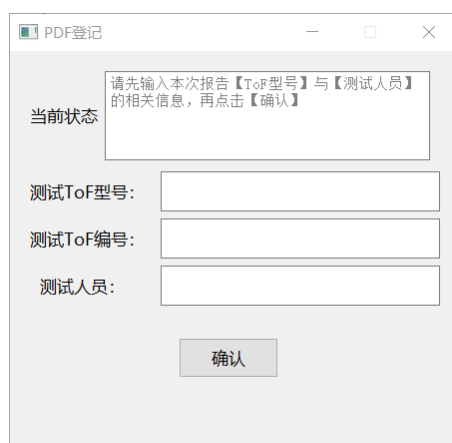 PDF登记
请先输入本次报告【ToF型号】与【测试人员】
的相关信息，再点击【确认】
当前状态
测试ToF型号：
测试ToF编号：
测试人员：
确认